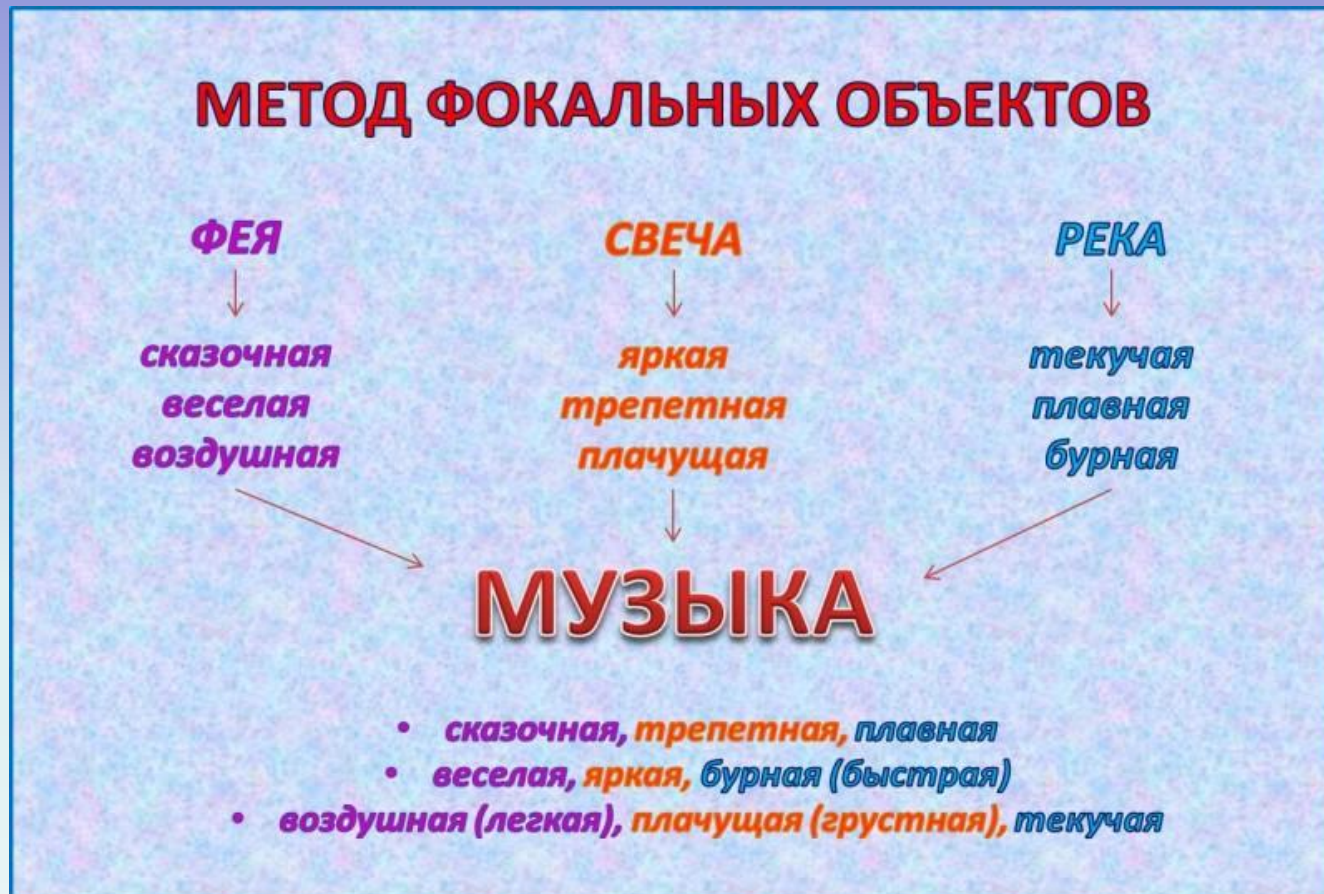 МЕТОД ФОКАЛЬНЫХ ОБЪЕКТОВ
ФЕЯ
сказочная
веселая
воздушная
СВЕЧА
яркая
трепетная
плачущая
РЕКА
текучая
плавная
бурная
МУЗЫКА
• сказочная, трепетная, плавная
• веселая, яркая, бурная (быстрая)
• воздушная (легкая), плачущая (грустная), текучая